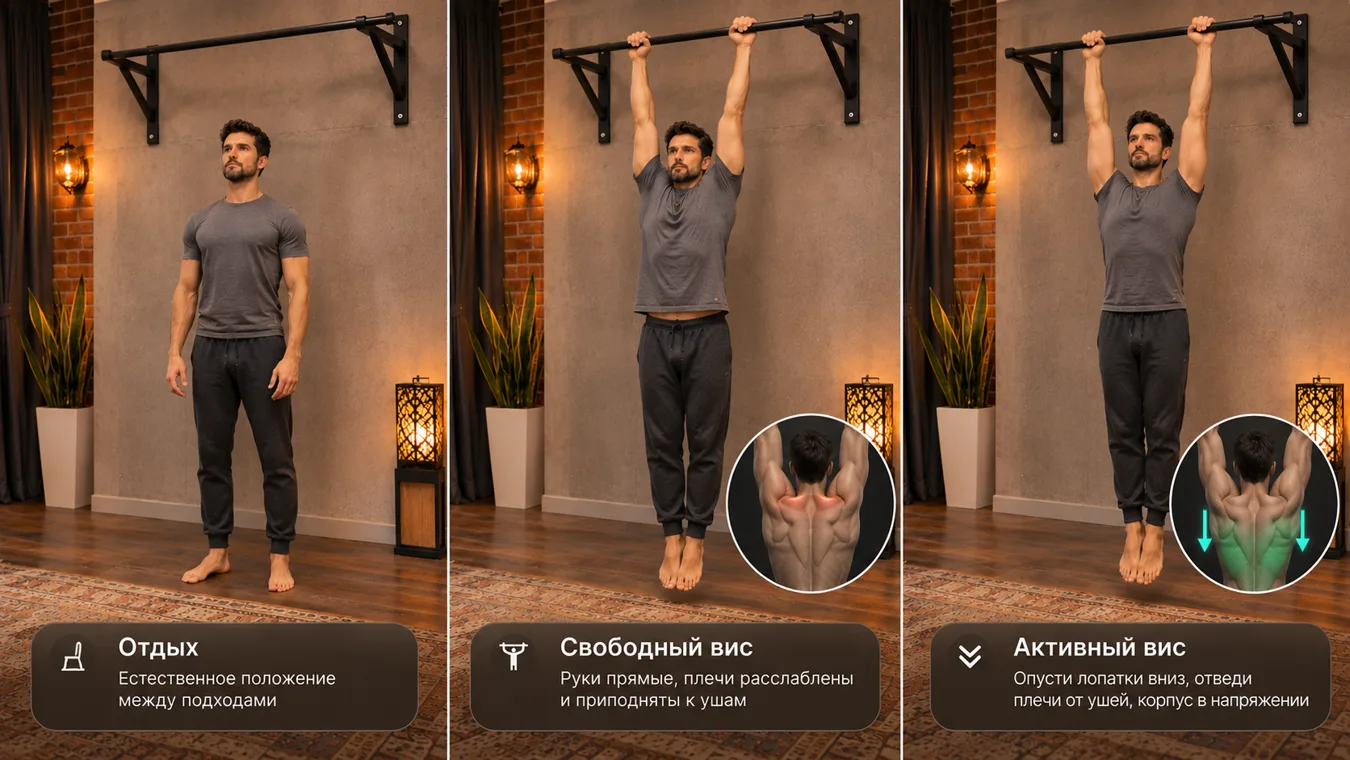 Отдых
Естественное положение
между подходами
Свободный вис
Руки прямые, плечи расслаблены
и приподняты к ушам
Активный вис
Опусти лопатки вниз, отведи
плечи от ушей, корпус в напряжении